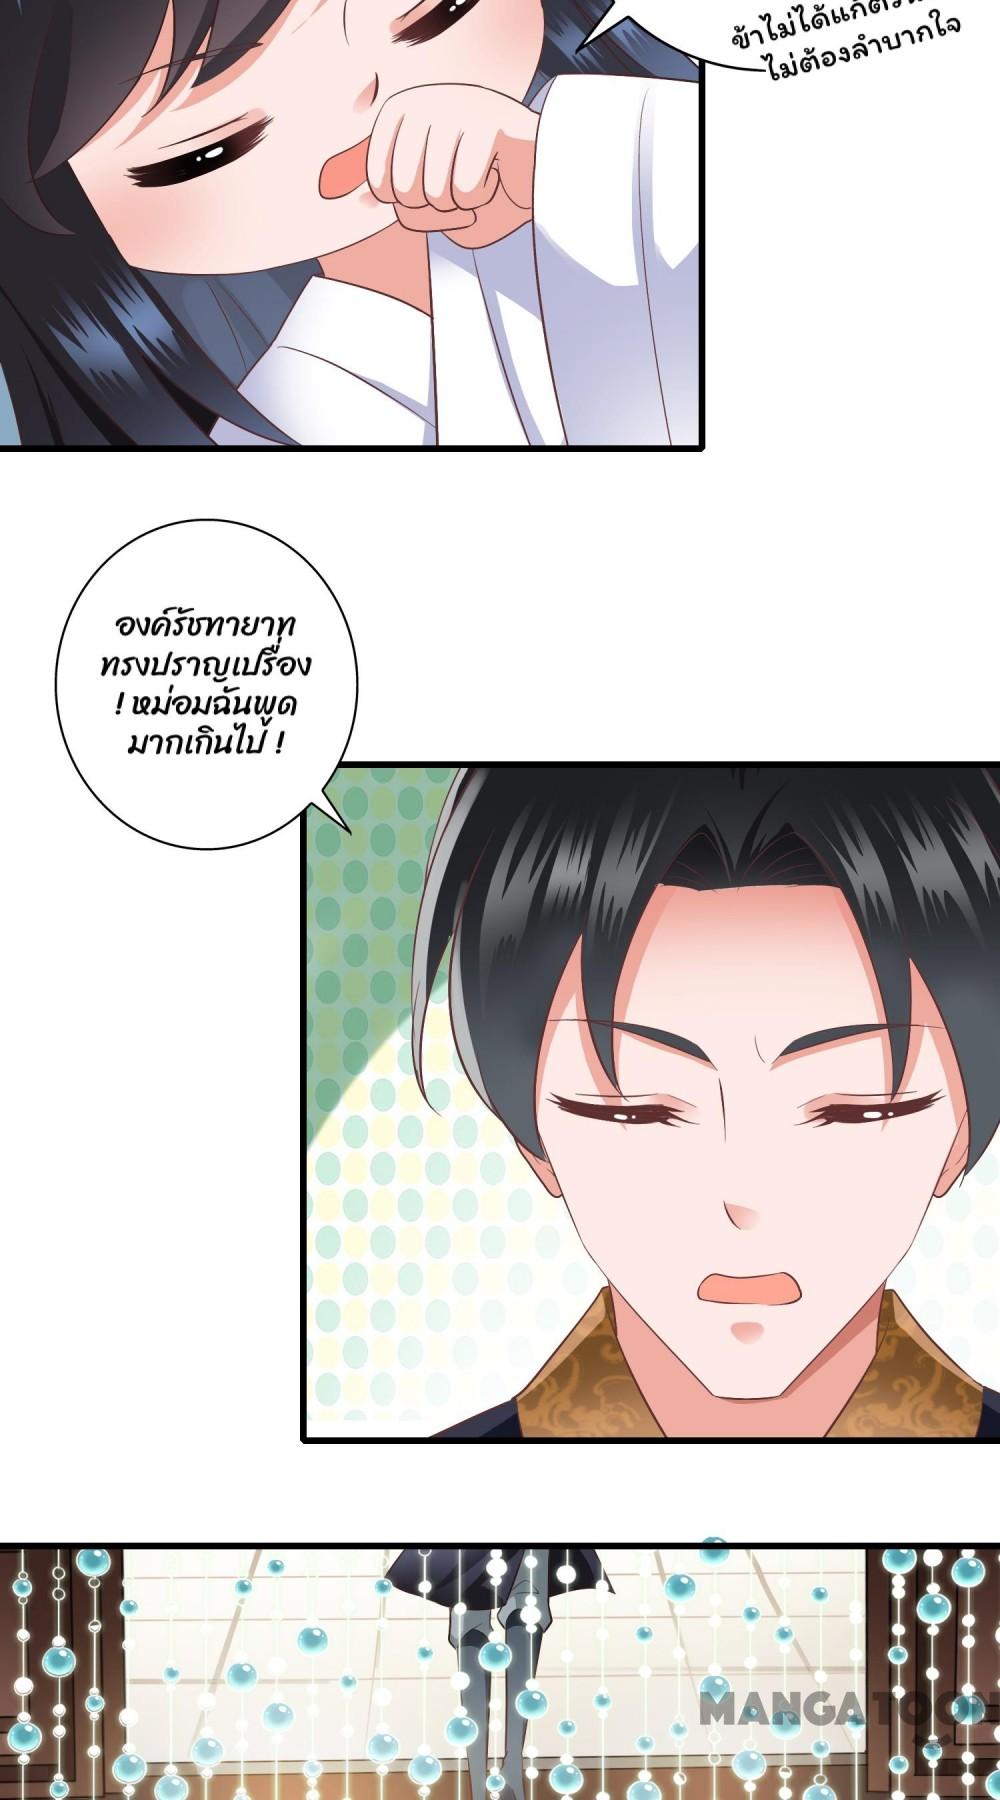 ข้าไม่ได้แก่
ไม่ต้องลำบากใจ
องค์รัชทายาท
ทรงปราญเปรื่อง
! หม่อมฉันพูด
มากเกินไป !
MANGATOON